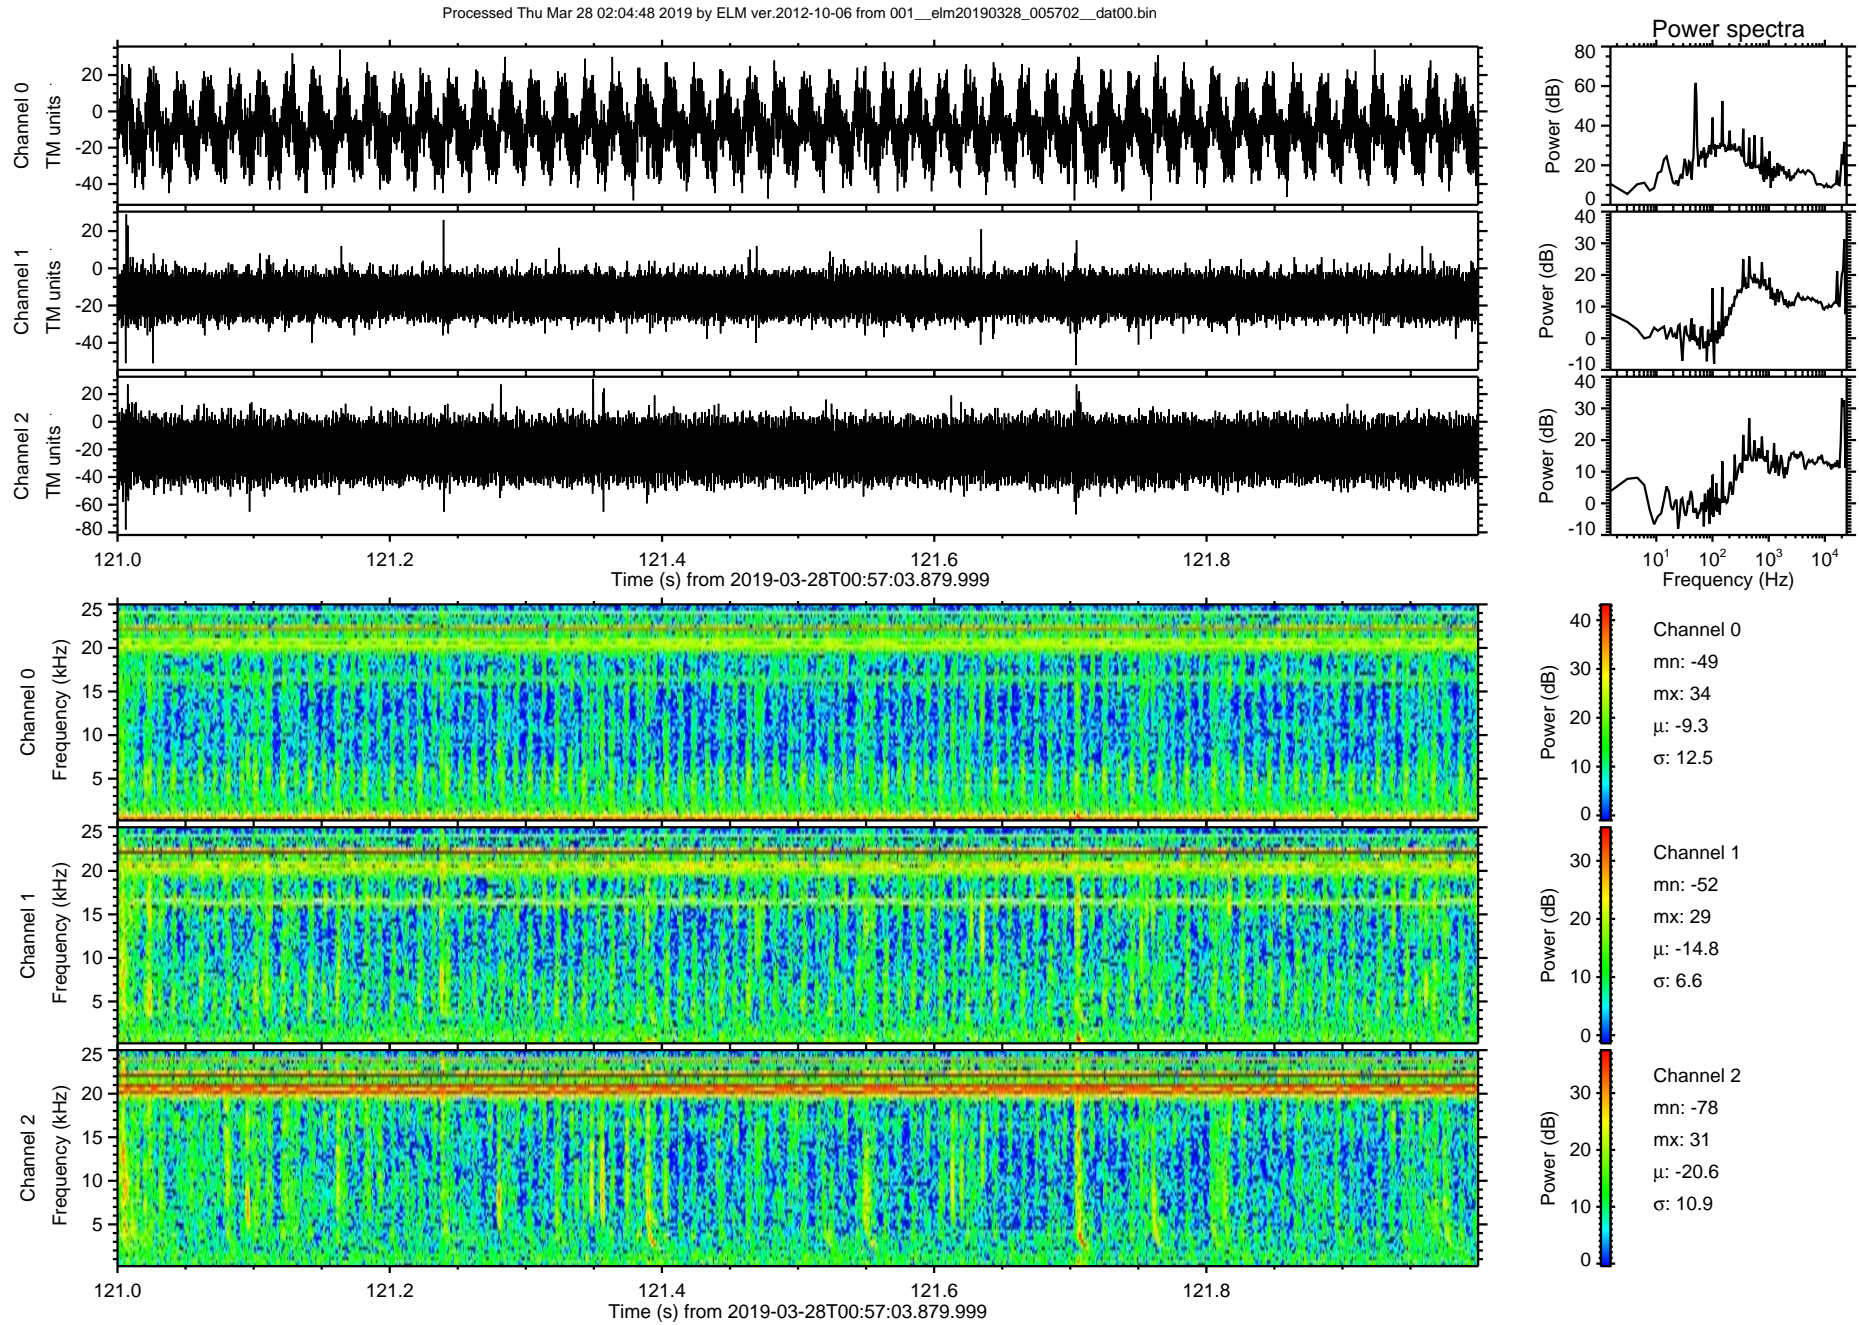 Processed Thu Mar 28 02:04:48 2019 by ELM ver.2012-10-06 from 001__elm20190328_005702__dat00.bin
Power spectra
Channel 0
TM units
20
0
-20
-40
Power (dB)
80
60
40
20
0
Channel 1
TM units
20
0
-20
-40
Power (dB)
40
30
20
10
0
-10
Channel 2
TM units
20
0
-20
-40
-60
-80
Power (dB)
40
30
20
10
0
-10
121.0 121.2 121.4 121.6 121.8
Time (s) from 2019-03-28T00:57:03.879.999
10^1 10^2 10^3 10^4
Frequency (Hz)
Channel 0
Frequency (kHz)
25
20
15
10
5
Power (dB)
40
30
20
10
0
Channel 0
mn: -49
mx: 34
μ: -9.3
σ: 12.5
Channel 1
Frequency (kHz)
25
20
15
10
5
Power (dB)
30
20
10
0
Channel 1
mn: -52
mx: 29
μ: -14.8
σ: 6.6
Channel 2
Frequency (kHz)
25
20
15
10
5
Power (dB)
30
20
10
0
Channel 2
mn: -78
mx: 31
μ: -20.6
σ: 10.9
121.0 121.2 121.4 121.6 121.8
Time (s) from 2019-03-28T00:57:03.879.999